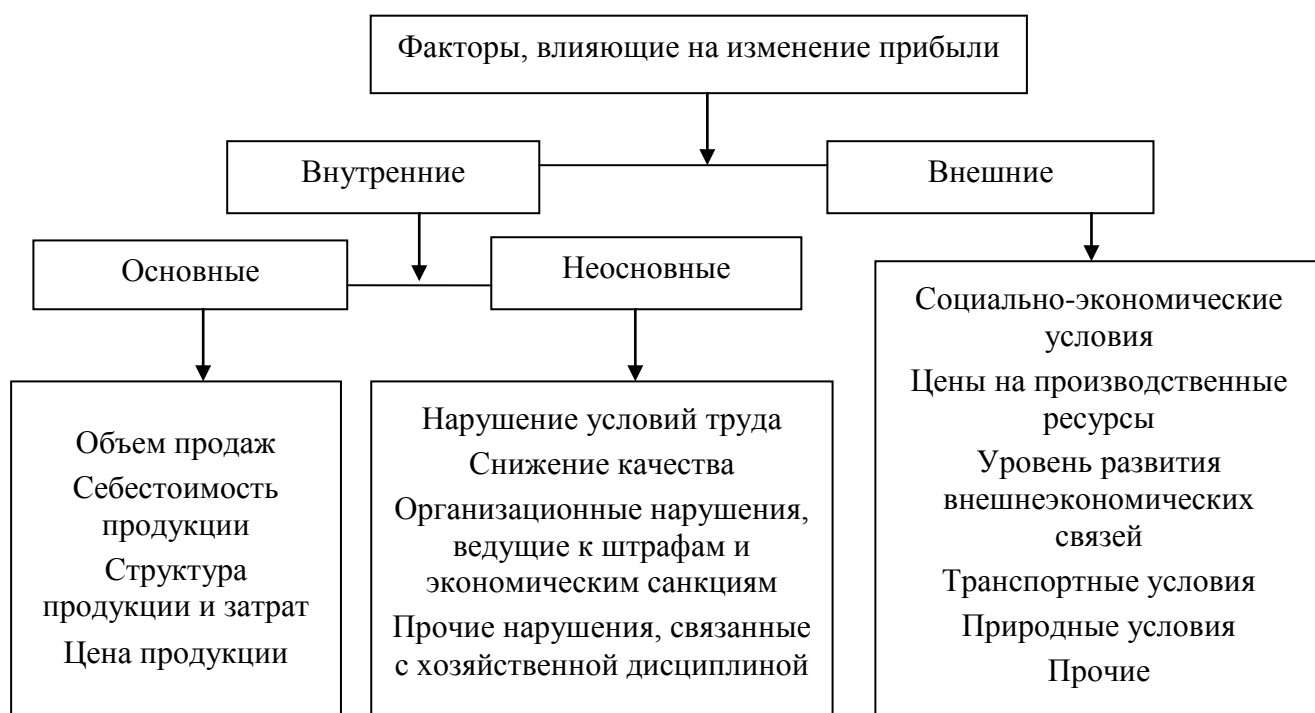 Факторы, влияющие на изменение прибыли
Внутренние
Внешние
Основные
Неосновные
Объем продаж
Себестоимость
продукции
Структура
продукции и затрат
Цена продукции
Нарушение условий труда
Снижение качества
Организационные нарушения,
ведущие к штрафам и
экономическим санкциям
Прочие нарушения, связанные
с хозяйственной дисциплиной
Социально-экономические
условия
Цены на производственные
ресурсы
Уровень развития
внешнеэкономических
связей
Транспортные условия
Природные условия
Прочие